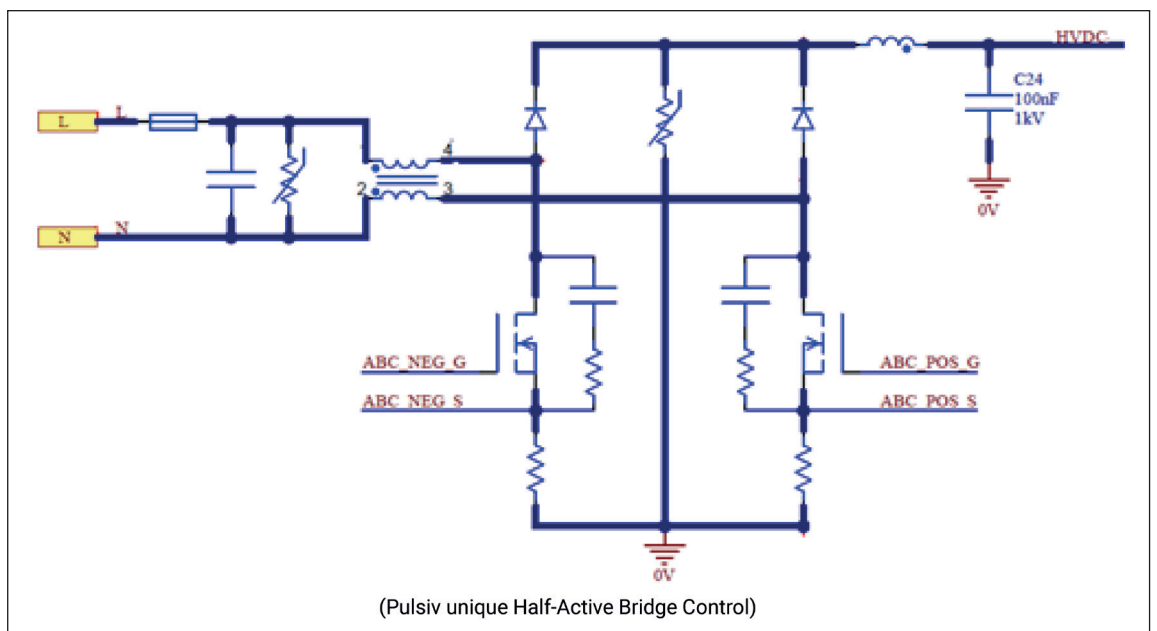 HVDC
C24
100nF
1kV
L L
4
2 3
0V
N N
ABC_NEG_G ABC_POS_G
ABC_NEG_S ABC_POS_S
0V
(Pulsiv unique Half-Active Bridge Control)